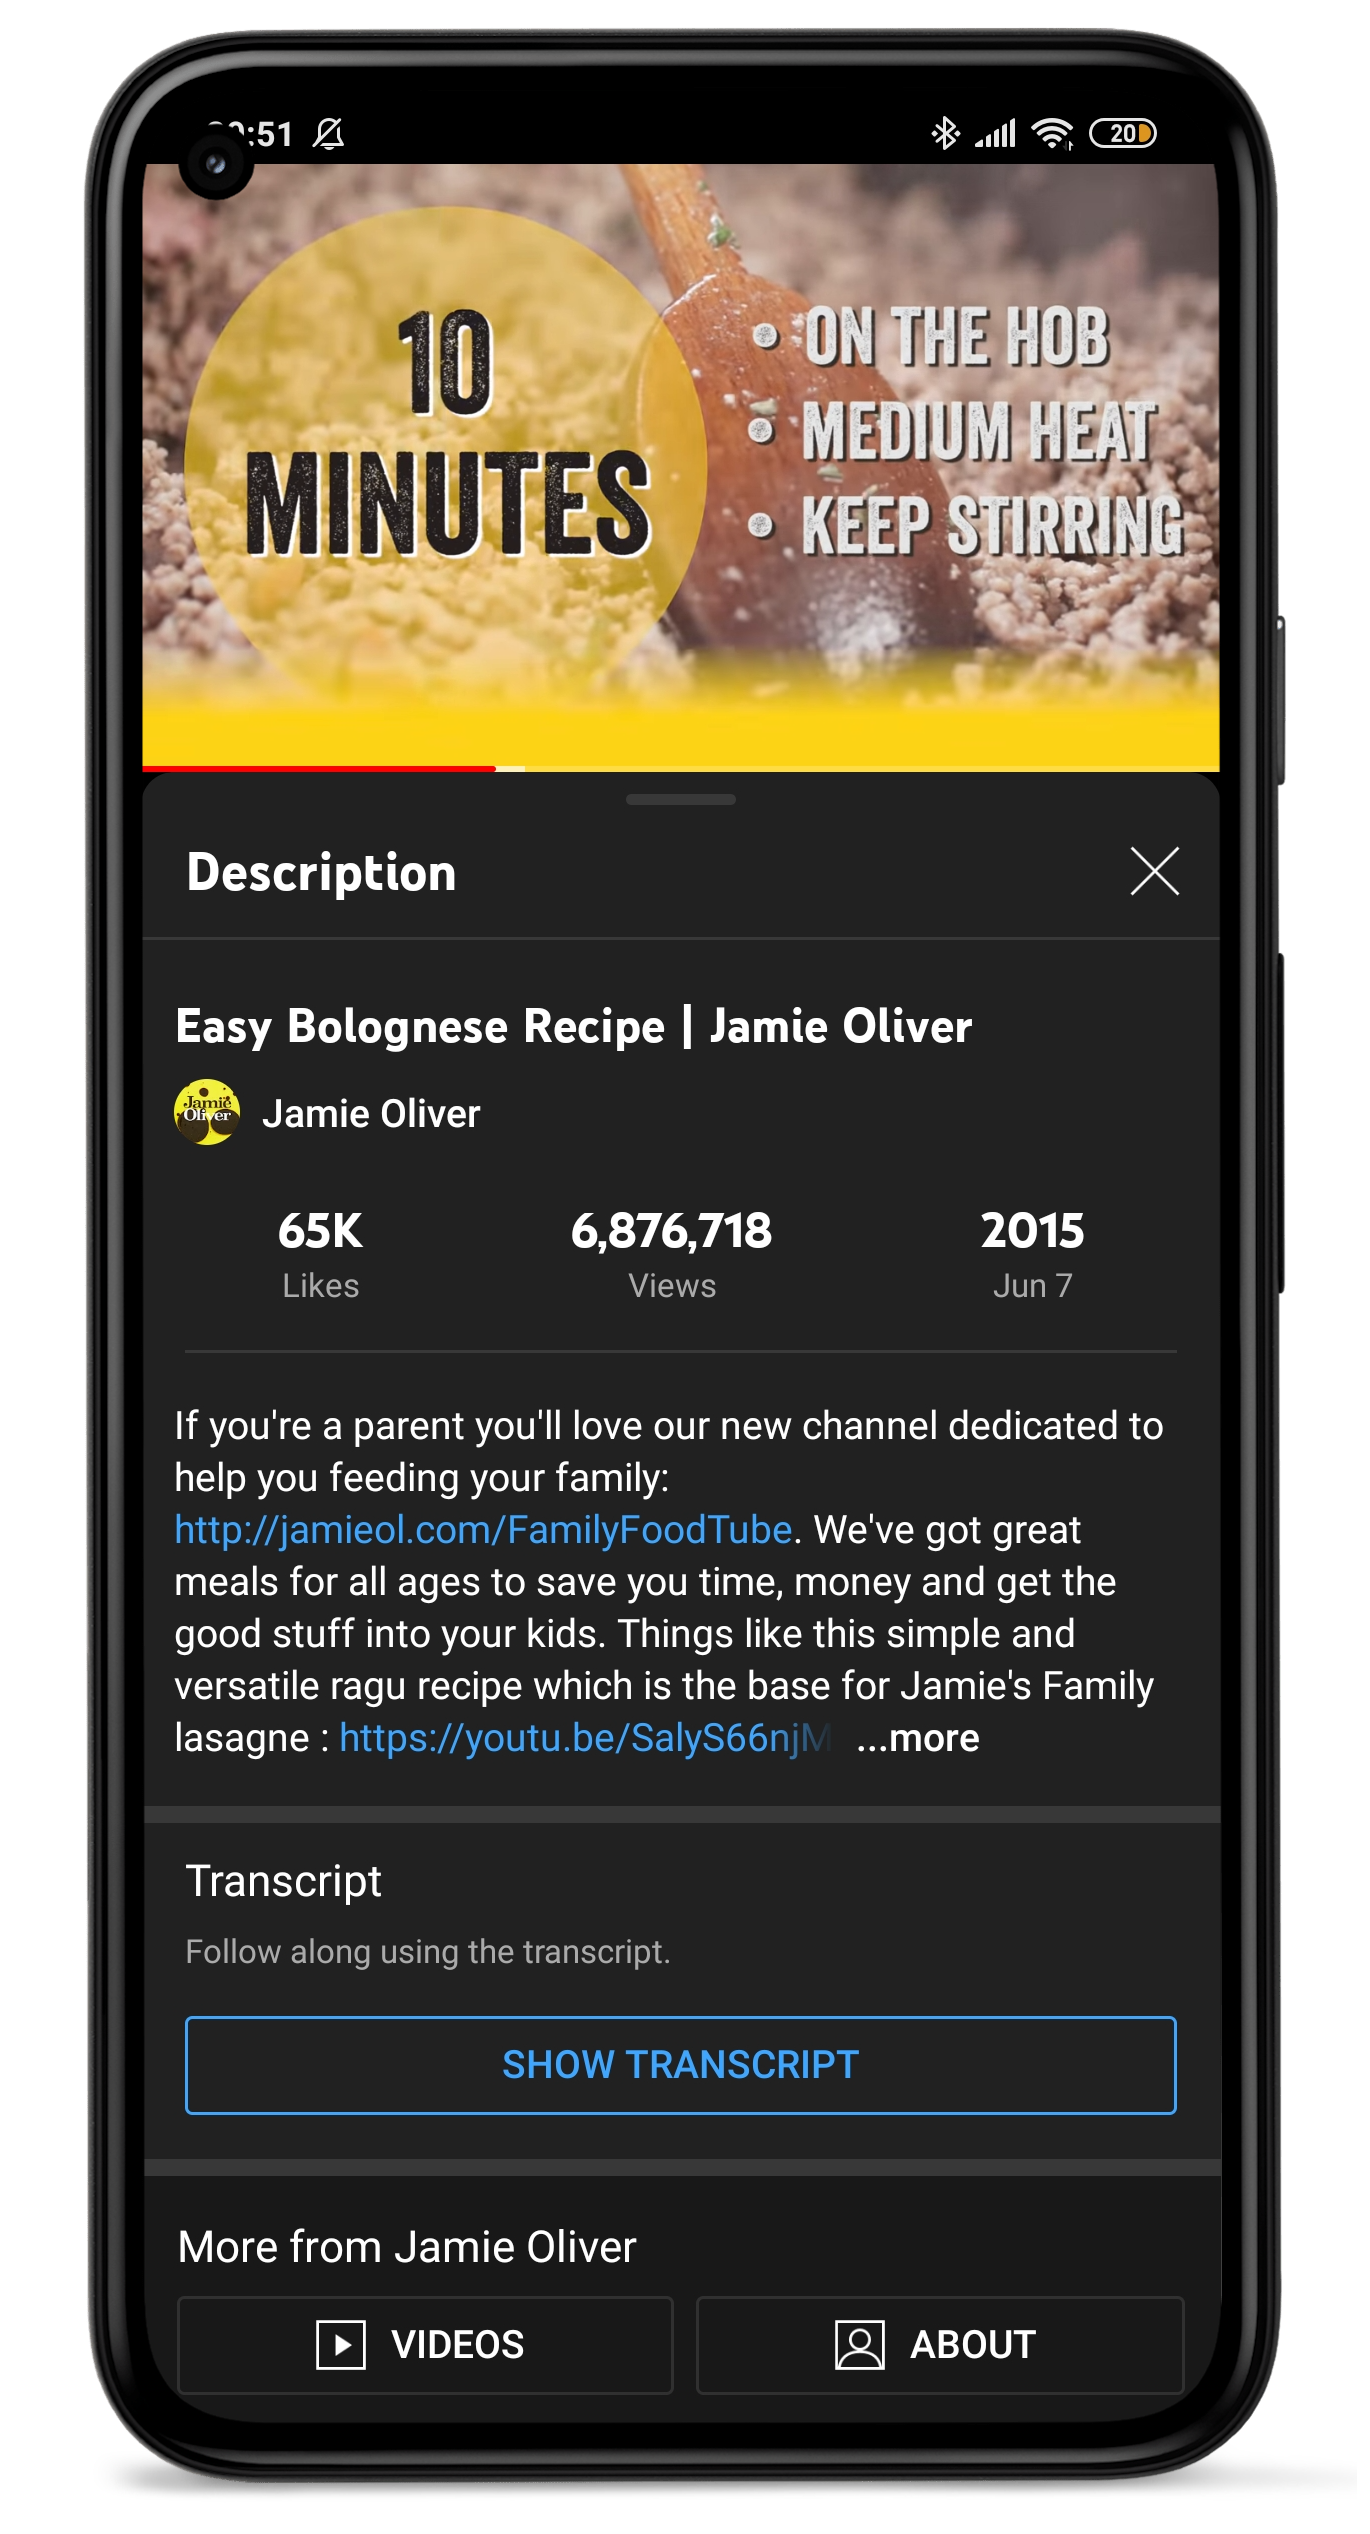 :51
20
10
MINUTES
• ON THE HOB
• MEDIUM HEAT
• KEEP STIRRING
Description
Easy Bolognese Recipe | Jamie Oliver
Jamie
Oliver
Jamie Oliver
65K
Likes
6,876,718
Views
2015
Jun 7
If you're a parent you'll love our new channel dedicated to
help you feeding your family:
http://jamieol.com/FamilyFoodTube. We've got great
meals for all ages to save you time, money and get the
good stuff into your kids. Things like this simple and
versatile ragu recipe which is the base for Jamie's Family
lasagne : https://youtu.be/SalyS66njM ...more
Transcript
Follow along using the transcript.
SHOW TRANSCRIPT
More from Jamie Oliver
VIDEOS
ABOUT